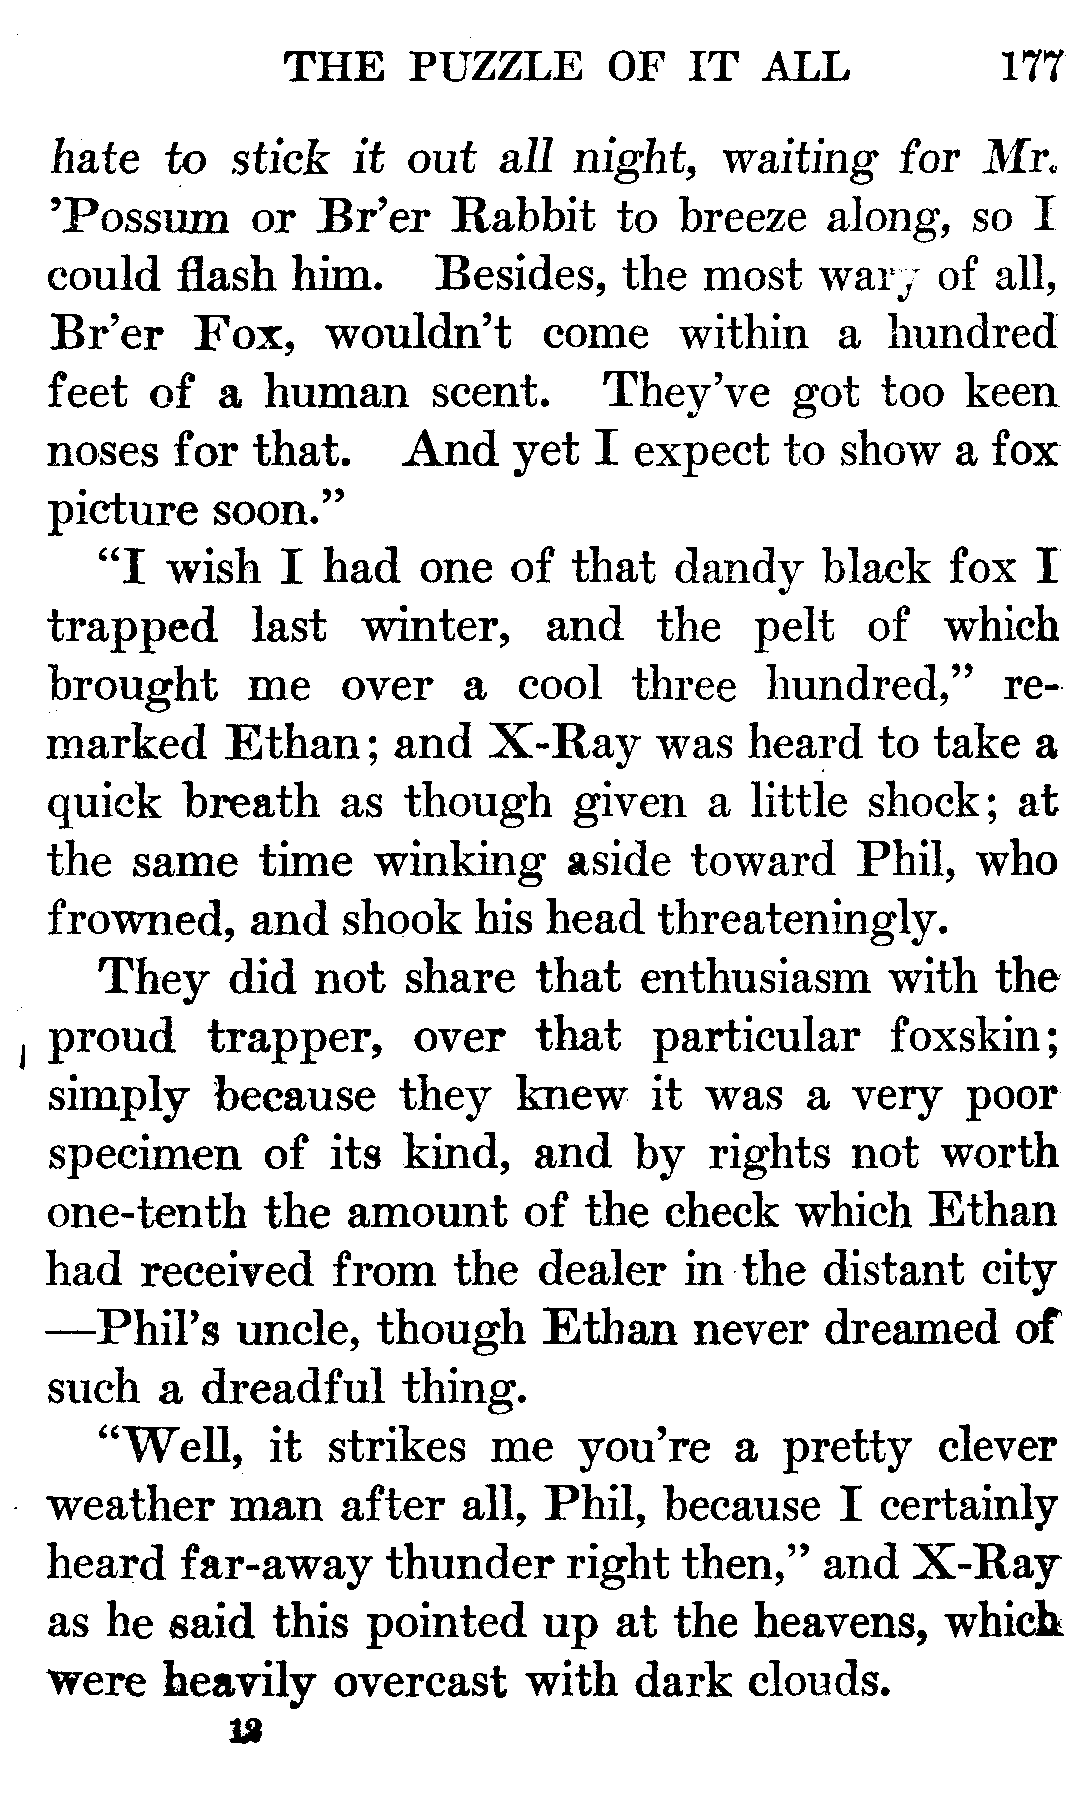 THE PUZZLE OF IT ALL 177
hate to stick it out all night, waiting for Mr.
’Possum or Br’er Rabbit to breeze along, so I
could flash him. Besides, the most wary of all,
Br’er Fox, wouldn’t come within a hundred
feet of a human scent. They’ve got too keen
noses for that. And yet I expect to show a fox
picture soon.”
“I wish I had one of that dandy black fox I
trapped last winter, and the pelt of which
brought me over a cool three hundred,” re-
marked Ethan; and X-Ray was heard to take a
quick breath as though given a little shock; at
the same time winking aside toward Phil, who
frowned, and shook his head threateningly.
They did not share that enthusiasm with the
proud trapper, over that particular foxskin;
simply because they knew it was a very poor
specimen of its kind, and by rights not worth
one-tenth the amount of the check which Ethan
had received from the dealer in the distant city
—Phil’s uncle, though Ethan never dreamed of
such a dreadful thing.
“Well, it strikes me you’re a pretty clever
weather man after all, Phil, because I certainly
heard far-away thunder right then,” and X-Ray
as he said this pointed up at the heavens, which
were heavily overcast with dark clouds.
12